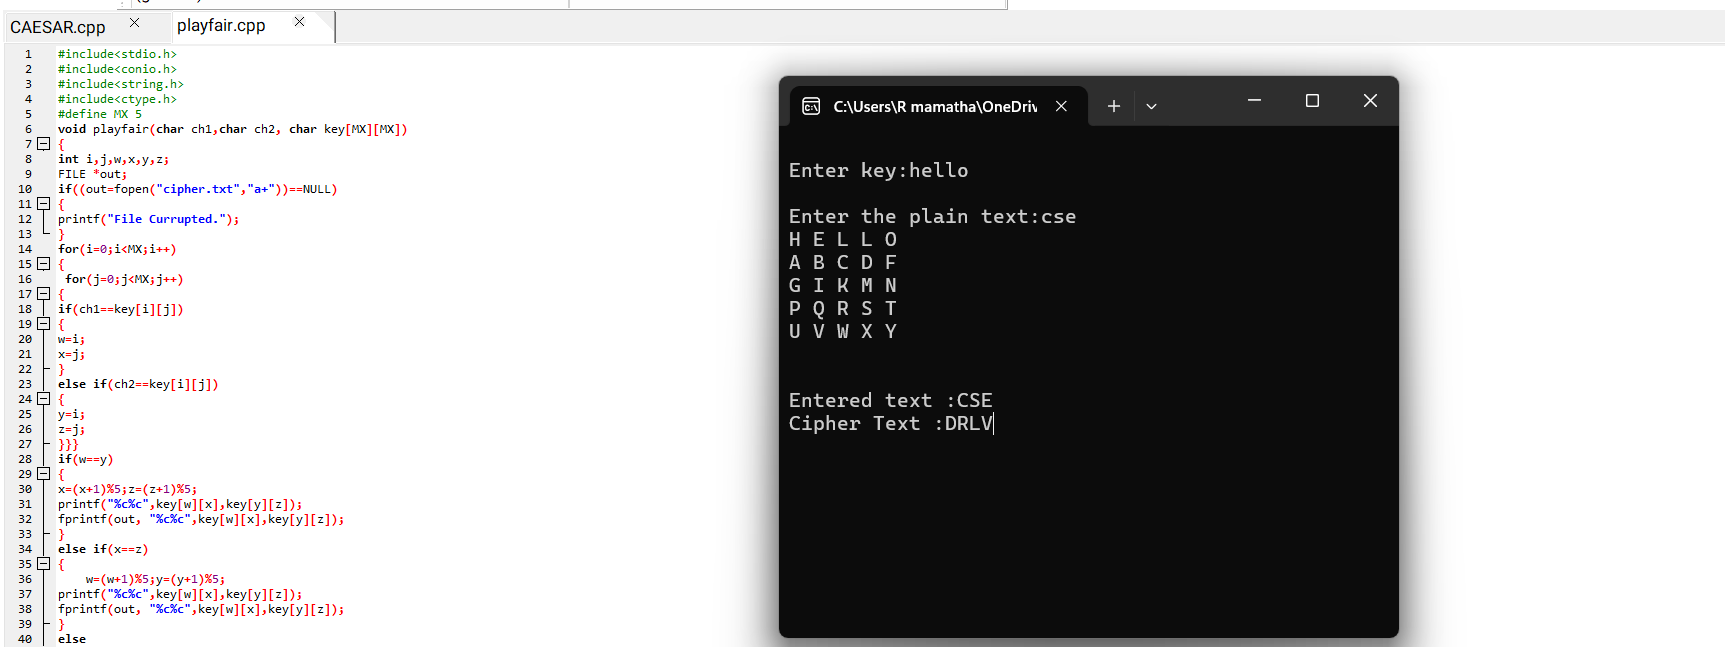 CAESAR.cpp
playfair.cpp
1 #include<stdio.h>
2 #include<conio.h>
3 #include<string.h>
4 #include<ctype.h>
5 #define MX 5
6 void playfair(char ch1,char ch2, char key[MX][MX])
7 {
8 int i,j,w,x,y,z;
9 FILE *out;
10 if((out=fopen("cipher.txt","a+"))==NULL)
11 {
12 printf("File Currupted.");
13 }
14 for(i=0;i<MX;i++)
15 {
16 for(j=0;j<MX;j++)
17 {
18 if(ch1==key[i][j])
19 {
20 w=i;
21 x=j;
22 }
23 else if(ch2==key[i][j])
24 {
25 y=i;
26 z=j;
27 }}}
28 if(w==y)
29 {
30 x=(x+1)%5;z=(z+1)%5;
31 printf("%c%c",key[w][x],key[y][z]);
32 fprintf(out, "%c%c",key[w][x],key[y][z]);
33 }
34 else if(x==z)
35 {
36 w=(w+1)%5;y=(y+1)%5;
37 printf("%c%c",key[w][x],key[y][z]);
38 fprintf(out, "%c%c",key[w][x],key[y][z]);
39 }
40 else
C:\Users\R mamatha\OneDriv
Enter key:hello
Enter the plain text:cse
H E L L O
A B C D F
G I K M N
P Q R S T
U V W X Y
Entered text :CSE
Cipher Text :DRLV